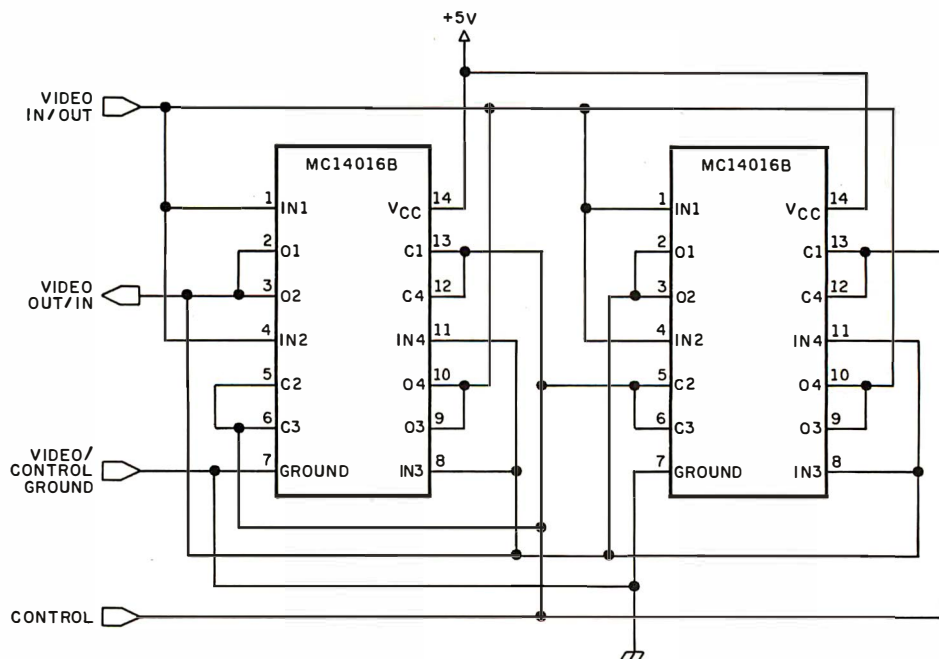 +5V
VIDEO
IN/OUT
MC14016B
1 IN1
2 O1
3 O2
4 IN2
5 C2
6 C3
7 GROUND
VCC 14
C1 13
C4 12
IN4 11
O4 10
O3 9
IN3 8
MC14016B
1 IN1
2 O1
3 O2
4 IN2
5 C2
6 C3
7 GROUND
VCC 14
C1 13
C4 12
IN4 11
O4 10
O3 9
IN3 8
VIDEO
OUT/IN
VIDEO/
CONTROL
GROUND
CONTROL